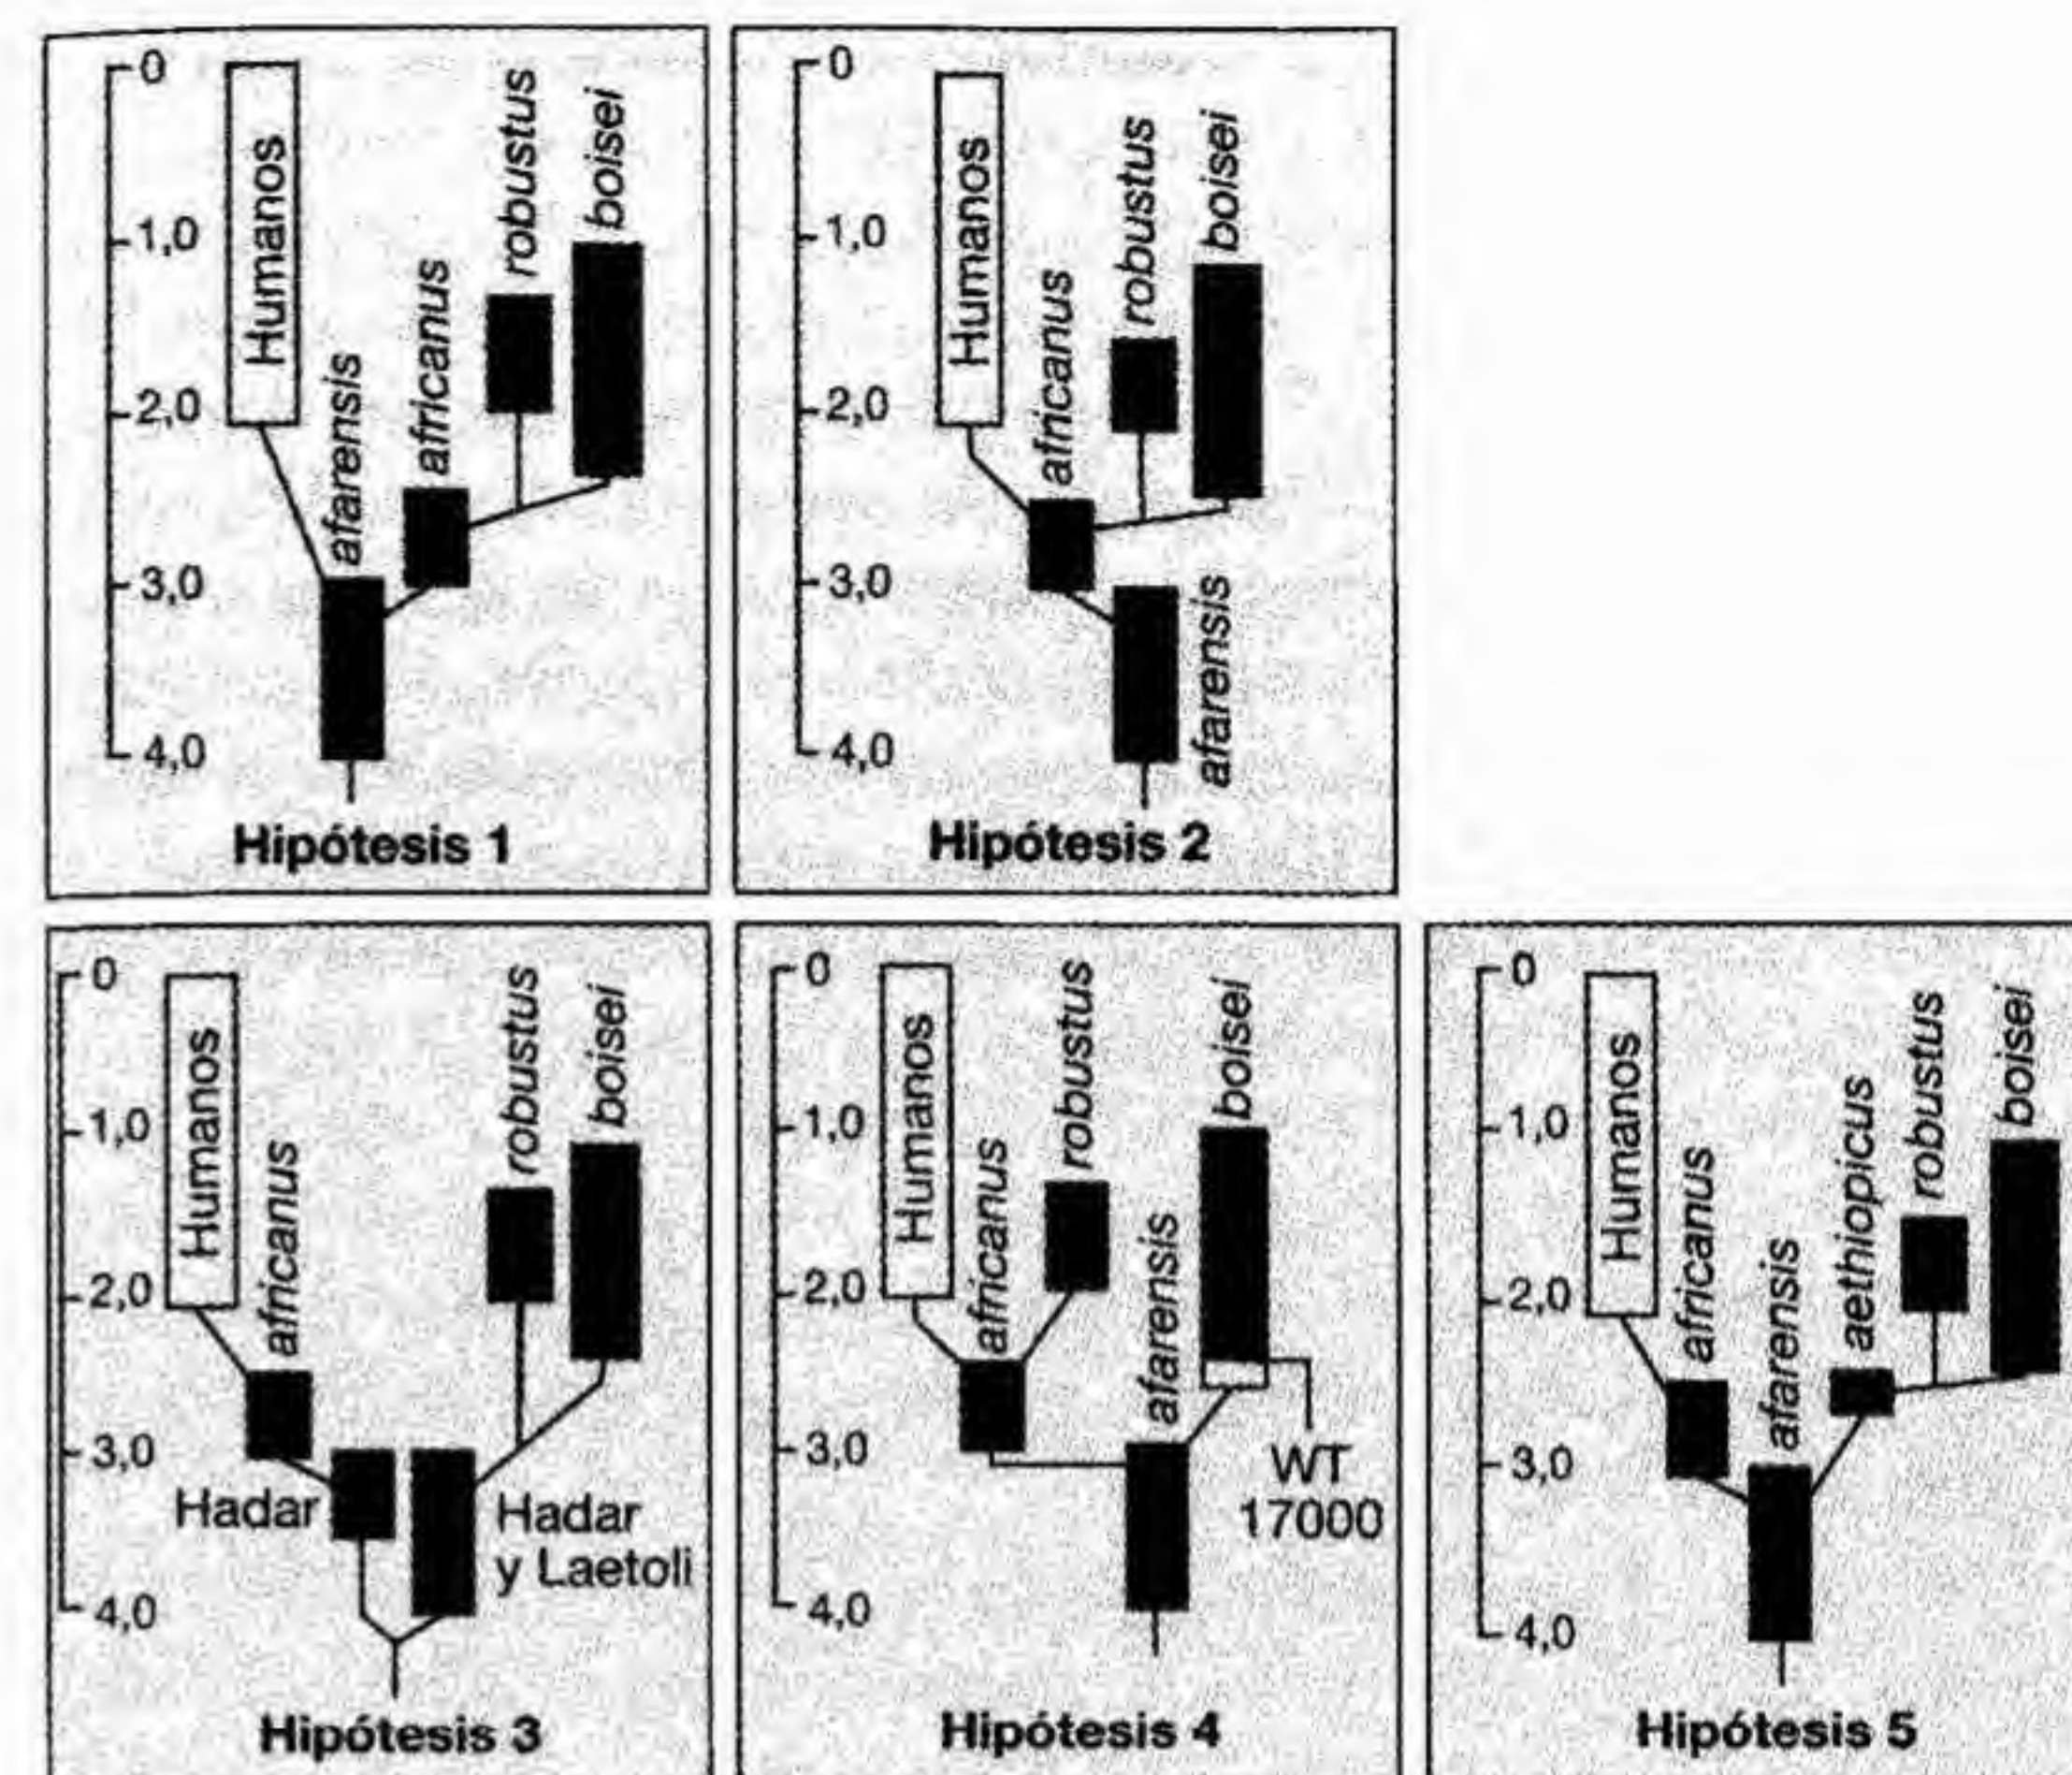 0
1,0
2,0
3,0
4,0
Humanos
afarensis
africanus
robustus
boisei
Hipótesis 1
0
1,0
2,0
3,0
4,0
Humanos
africanus
robustus
boisei
afarensis
Hipótesis 2
0
1,0
2,0
3,0
4,0
Humanos
africanus
robustus
boisei
Hadar
Hadar
y Laetoli
Hipótesis 3
0
1,0
2,0
3,0
4,0
Humanos
africanus
robustus
afarensis
boisei
WT
17000
Hipótesis 4
0
1,0
2,0
3,0
4,0
Humanos
africanus
afarensis
aethiopicus
robustus
boisei
Hipótesis 5